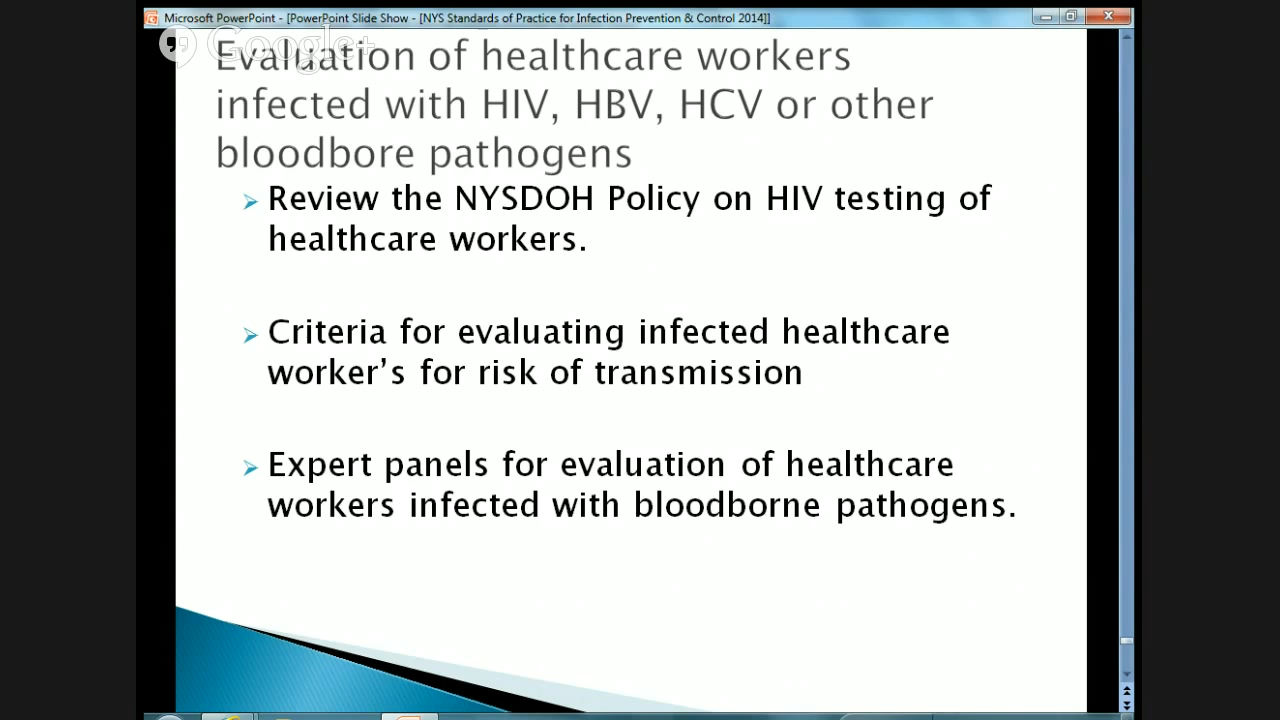 Microsoft PowerPoint - [PowerPoint Slide Show - [NYS Standards of Practice for Infection Prevention & Control 2014]]
Google+
Evaluation of healthcare workers
infected with HIV, HBV, HCV or other
bloodbore pathogens
Review the NYSDOH Policy on HIV testing of
healthcare workers.
Criteria for evaluating infected healthcare
worker’s for risk of transmission
Expert panels for evaluation of healthcare
workers infected with bloodborne pathogens.